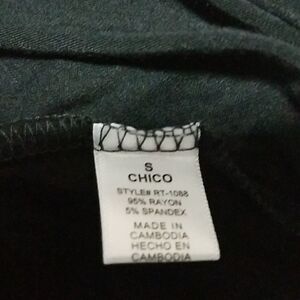 S
CHICO
STYLE# RT-1088
95% RAYON
5% SPANDEX
MADE IN
CAMBODIA
HECHO EN
CAMBODIA